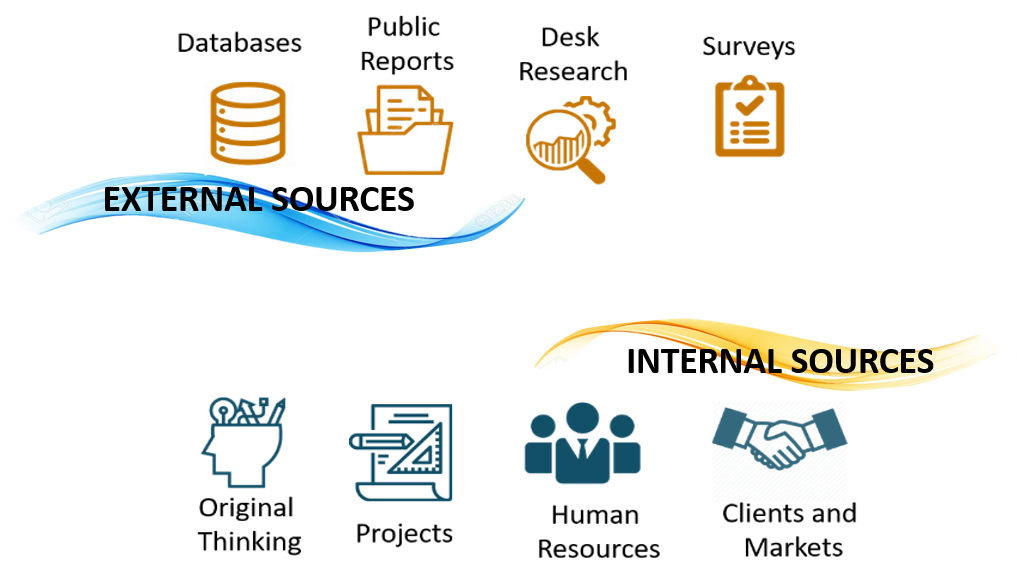 Databases
Public
Reports
Desk
Research
Surveys
EXTERNAL SOURCES
INTERNAL SOURCES
Original
Thinking
Projects
Human
Resources
Clients and
Markets